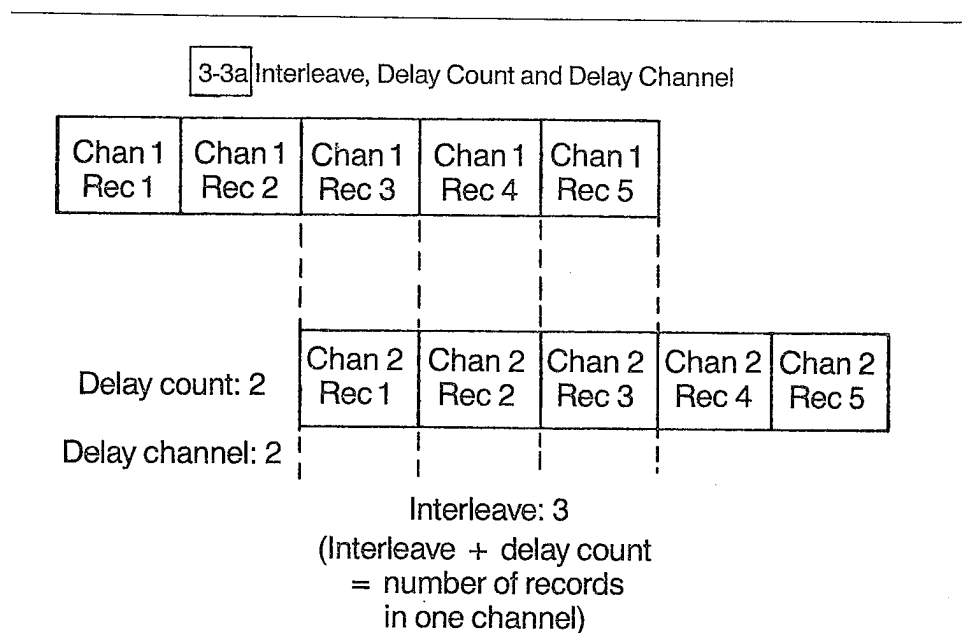 3-3a Interleave, Delay Count and Delay Channel
Chan 1 Chan 1 Chan 1 Chan 1 Chan 1
Rec 1 Rec 2 Rec 3 Rec 4 Rec 5
Chan 2 Chan 2 Chan 2 Chan 2 Chan 2
Rec 1 Rec 2 Rec 3 Rec 4 Rec 5
Delay count: 2
Delay channel: 2
Interleave: 3
(Interleave + delay count
= number of records
in one channel)